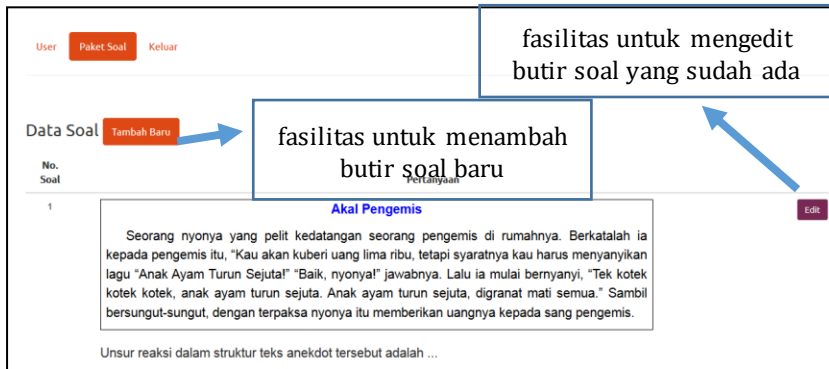 fasilitas untuk mengedit
butir soal yang sudah ada
User Paket Soal Keluar
Data Soal Tambah Baru
fasilitas untuk menambah
butir soal baru
No.
Soal
Pertanyaan
1
Akal Pengemis
Edit
Seorang nyonya yang pelit kedatangan seorang pengemis di rumahnya. Berkatalah ia
kepada pengemis itu, “Kau akan kuberi uang lima ribu, tetapi syaratnya kau harus menyanyikan
lagu “Anak Ayam Turun Sejuta!” “Baik, nyonya!” jawabnya. Lalu ia mulai bernyanyi, “Tek kotek
kotek kotek, anak ayam turun sejuta. Anak ayam turun sejuta, digranat mati semua.” Sambil
bersungut-sungut, dengan terpaksa nyonya itu memberikan uangnya kepada sang pengemis.
Unsur reaksi dalam struktur teks anekdot tersebut adalah ...